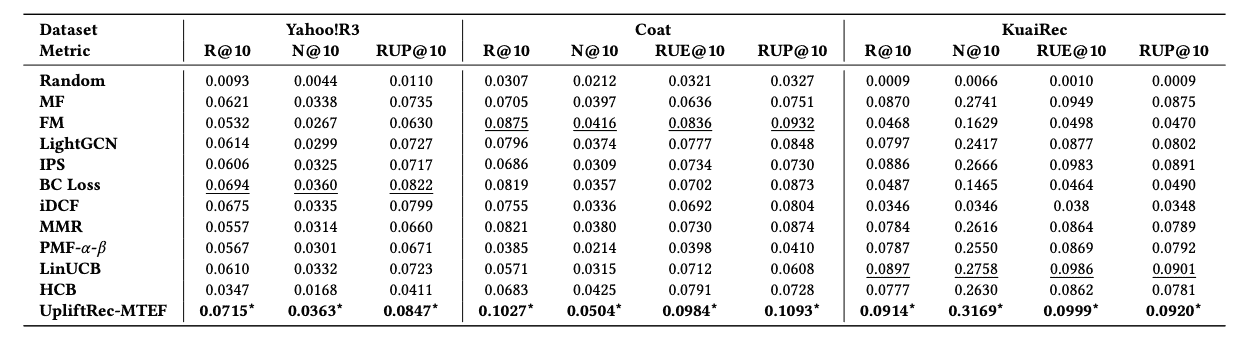 Dataset Yahoo!R3 Coat KuaiRec
Metric R@10 N@10 RUP@10 R@10 N@10 RUE@10 RUP@10 R@10 N@10 RUE@10 RUP@10
Random 0.0093 0.0044 0.0110 0.0307 0.0212 0.0321 0.0327 0.0009 0.0066 0.0010 0.0009
MF 0.0621 0.0338 0.0735 0.0705 0.0397 0.0636 0.0751 0.0870 0.2741 0.0949 0.0875
FM 0.0532 0.0267 0.0630 0.0875 0.0416 0.0836 0.0932 0.0468 0.1629 0.0498 0.0470
LightGCN 0.0614 0.0299 0.0727 0.0796 0.0374 0.0777 0.0848 0.0797 0.2417 0.0877 0.0802
IPS 0.0606 0.0325 0.0717 0.0686 0.0309 0.0734 0.0730 0.0886 0.2666 0.0983 0.0891
BC Loss 0.0694 0.0360 0.0822 0.0819 0.0357 0.0702 0.0873 0.0487 0.1465 0.0464 0.0490
iDCF 0.0675 0.0335 0.0799 0.0755 0.0336 0.0692 0.0804 0.0346 0.0346 0.038 0.0348
MMR 0.0557 0.0314 0.0660 0.0821 0.0380 0.0730 0.0874 0.0784 0.2616 0.0864 0.0789
PMF-α-β 0.0567 0.0301 0.0671 0.0385 0.0214 0.0398 0.0410 0.0787 0.2550 0.0869 0.0792
LinUCB 0.0610 0.0332 0.0723 0.0571 0.0315 0.0712 0.0608 0.0897 0.2758 0.0986 0.0901
HCB 0.0347 0.0168 0.0411 0.0683 0.0425 0.0791 0.0728 0.0777 0.2630 0.0862 0.0781
UpliftRec-MTEF 0.0715* 0.0363* 0.0847* 0.1027* 0.0504* 0.0984* 0.1093* 0.0914* 0.3169* 0.0999* 0.0920*